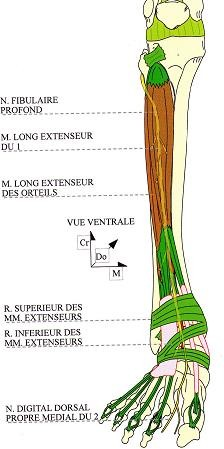 N. FIBULAIRE
PROFOND
M. LONG EXTENSEUR
DU 1
M. LONG EXTENSEUR
DES ORTEILS
VUE VENTRALE
Cr
Do
M
R. SUPERIEUR DES
MM. EXTENSEURS
R. INFERIEUR DES
MM. EXTENSEURS
N. DIGITAL DORSAL
PROPRE MEDIAL DU 2